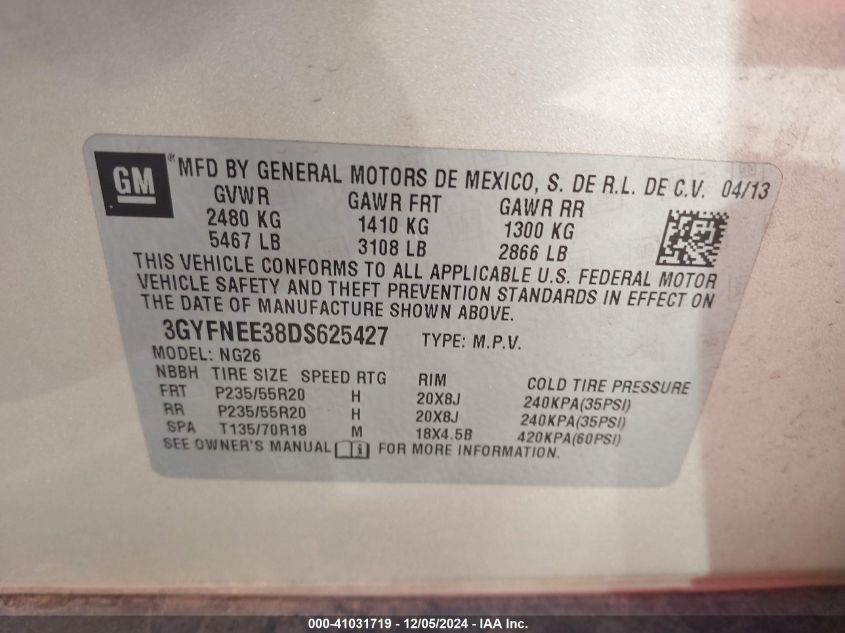 GM ® MFD BY GENERAL MOTORS DE MEXICO, S. DE R.L. DE C.V. 04/13
GVWR GAWR FRT GAWR RR
2480 KG 1410 KG 1300 KG
5467 LB 3108 LB 2866 LB
THIS VEHICLE CONFORMS TO ALL APPLICABLE U.S. FEDERAL MOTOR
VEHICLE SAFETY AND THEFT PREVENTION STANDARDS IN EFFECT ON
THE DATE OF MANUFACTURE SHOWN ABOVE.
3GYFNEE38DS625427 TYPE: M.P.V.
MODEL: NG26
NBBH TIRE SIZE SPEED RTG RIM COLD TIRE PRESSURE
FRT P235/55R20 H 20X8J 240KPA(35PSI)
RR P235/55R20 H 20X8J 240KPA(35PSI)
SPA T135/70R18 M 18X4.5B 420KPA(60PSI)
SEE OWNER'S MANUAL i FOR MORE INFORMATION.
000-41031719 - 12/05/2024 - IAA Inc.